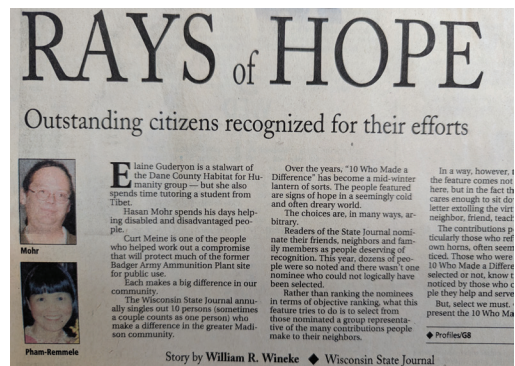 RAYS of HOPE
Outstanding citizens recognized for their efforts
Mohr
Pham-Remmele
Elaine Guderyon is a stalwart of
the Dane County Habitat for Hu-
manity group — but she also
spends time tutoring a student from
Tibet.
Hasan Mohr spends his days help-
ing disabled and disadvantaged peo-
ple.
Curt Meine is one of the people
who helped work out a compromise
that will protect much of the former
Badger Army Ammunition Plant site
for public use.
Each makes a big difference in our
community.
The Wisconsin State Journal annu-
ally singles out 10 persons (sometimes
a couple counts as one person) who
make a difference in the greater Madi-
son community.
Over the years, "10 Who Made a
Difference" has become a mid-winter
lantern of sorts. The people featured
are signs of hope in a seemingly cold
and often dreary world.
The choices are, in many ways, ar-
bitrary.
Readers of the State Journal nomi-
nate their friends, neighbors and fam-
ily members as people deserving of
recognition. This year, dozens of peo-
ple were so noted and there wasn't one
nominee who could not logically have
been selected.
Rather than ranking the nominees
in terms of objective ranking, what this
feature tries to do is to select from
those nominated a group representa-
tive of the many contributions people
make to their neighbors.
In a way, however,
the feature comes not
here, but in the fact th
cares enough to sit do
letter extolling the virt
neighbor, friend, teach
The contributions p
ticularly those who ref
own horns, often seem
ticed. Those who were
10 Who Made a Differe
selected or not, know t
noticed by those who c
ple they help and serve
But, select we must.
present the 10 Who Ma
◆ Profiles/G8
Story by William R. Wineke ◆ Wisconsin State Journal